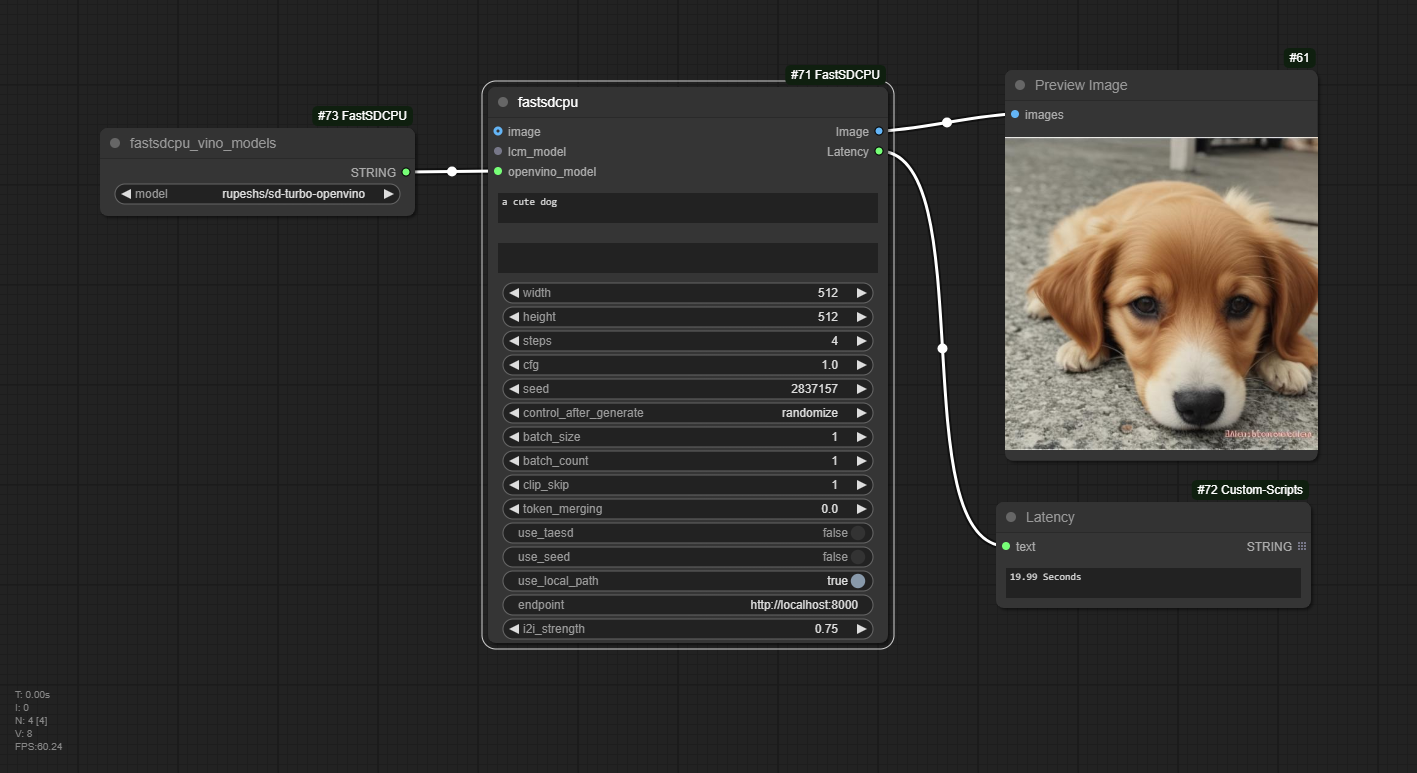 #73 FastSDCPU
fastsdcpu_vino_models
STRING
model rupeshs/sd-turbo-openvino
#71 FastSDCPU
fastsdcpu
image Image
lcm_model Latency
openvino_model
a cute dog
width 512
height 512
steps 4
cfg 1.0
seed 2837157
control_after_generate randomize
batch_size 1
batch_count 1
clip_skip 1
token_merging 0.0
use_taesd false
use_seed false
use_local_path true
endpoint http://localhost:8000
i2i_strength 0.75
#61
Preview Image
images
#72 Custom-Scripts
Latency
text STRING
19.99 Seconds
T: 0.00s
I: 0
N: 4 [4]
V: 8
FPS:60.24